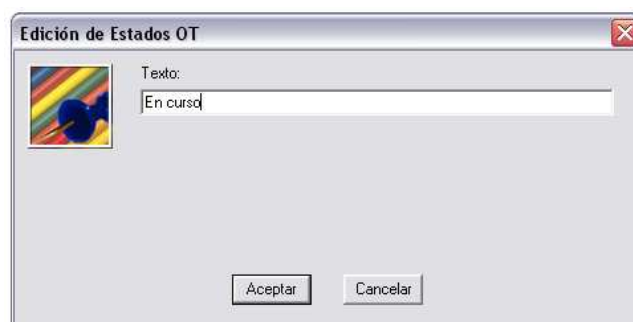 Edición de Estados OT
Texto:
En curso
Aceptar
Cancelar